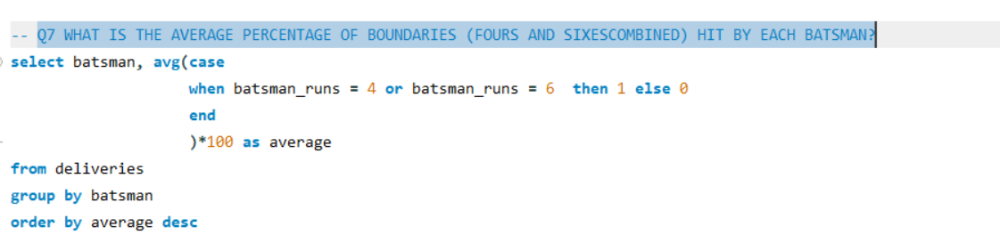 -- Q7 WHAT IS THE AVERAGE PERCENTAGE OF BOUNDARIES (FOURS AND SIXESCOMBINED) HIT BY EACH BATSMAN?
select batsman, avg(case
when batsman_runs = 4 or batsman_runs = 6  then 1 else 0
end
)*100 as average
from deliveries
group by batsman
order by average desc